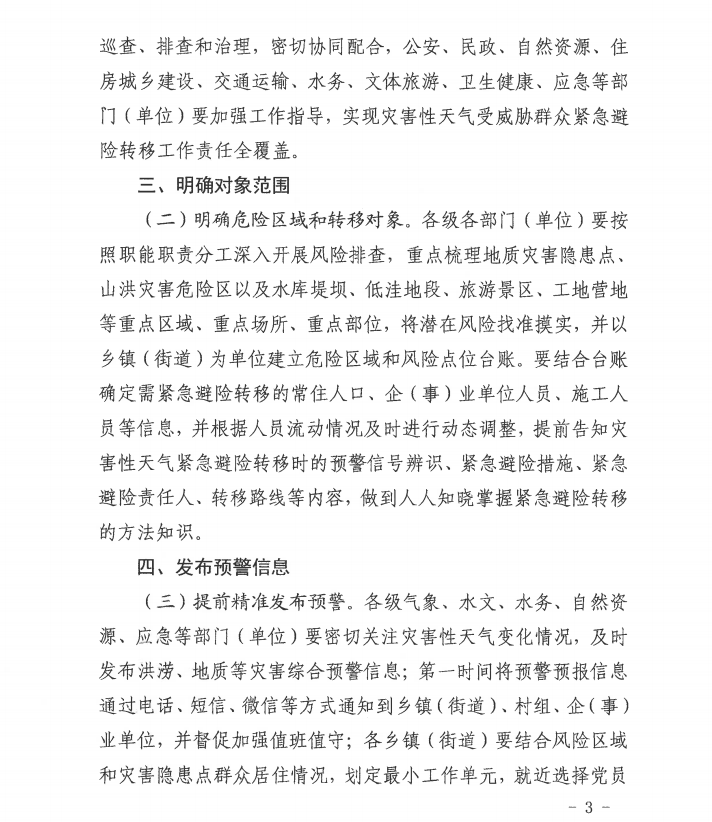 巡查、排查和治理，密切协同配合，公安、民政、自然资源、住
房城乡建设、交通运输、水务、文体旅游、卫生健康、应急等部
门（单位）要加强工作指导，实现灾害性天气受威胁群众紧急避
险转移工作责任全覆盖。
三、明确对象范围
（二）明确危险区域和转移对象。各级各部门（单位）要按
照职能职责分工深入开展风险排查，重点梳理地质灾害隐患点、
山洪灾害危险区以及水库堤坝、低洼地段、旅游景区、工地营地
等重点区域、重点场所、重点部位，将潜在风险找准摸实，并以
乡镇（街道）为单位建立危险区域和风险点位台账。要结合台账
确定需紧急避险转移的常住人口、企（事）业单位人员、施工人
员等信息，并根据人员流动情况及时进行动态调整，提前告知灾
害性天气紧急避险转移时的预警信号辨识、紧急避险措施、紧急
避险责任人、转移路线等内容，做到人人知晓掌握紧急避险转移
的方法知识。
四、发布预警信息
（三）提前精准发布预警。各级气象、水文、水务、自然资
源、应急等部门（单位）要密切关注灾害性天气变化情况，及时
发布洪涝、地质等灾害综合预警信息；第一时间将预警预报信息
通过电话、短信、微信等方式通知到乡镇（街道）、村组、企（事）
业单位，并督促加强值班值守；各乡镇（街道）要结合风险区域
和灾害隐患点群众居住情况，划定最小工作单元，就近选择党员
- 3 -